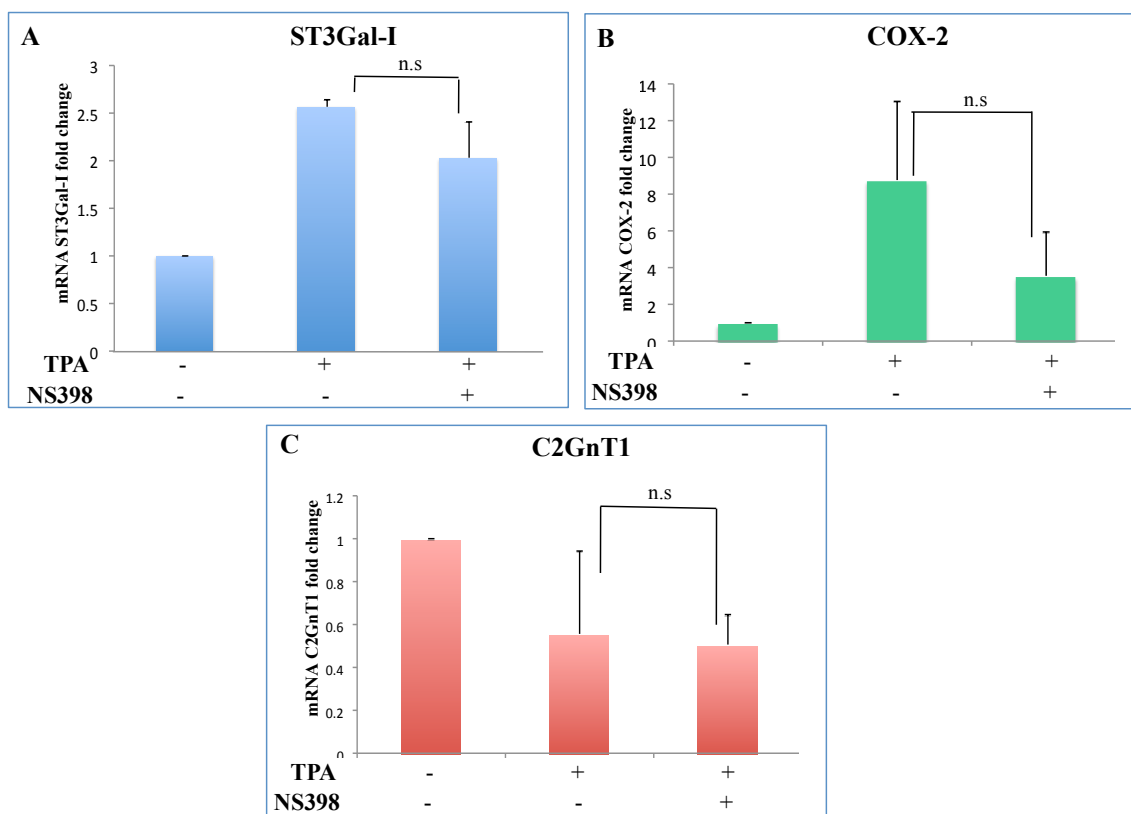 A
ST3Gal-I
n.s
mRNA ST3Gal-I fold change
3
2.5
2
1.5
1
0.5
0
TPA - + +
NS398 - - +
B
COX-2
n.s
mRNA COX-2 fold change
14
12
10
8
6
4
2
0
TPA - + +
NS398 - - +
C
C2GnT1
n.s
mRNA C2GnT1 fold change
1.2
1
0.8
0.6
0.4
0.2
0
TPA - + +
NS398 - - +